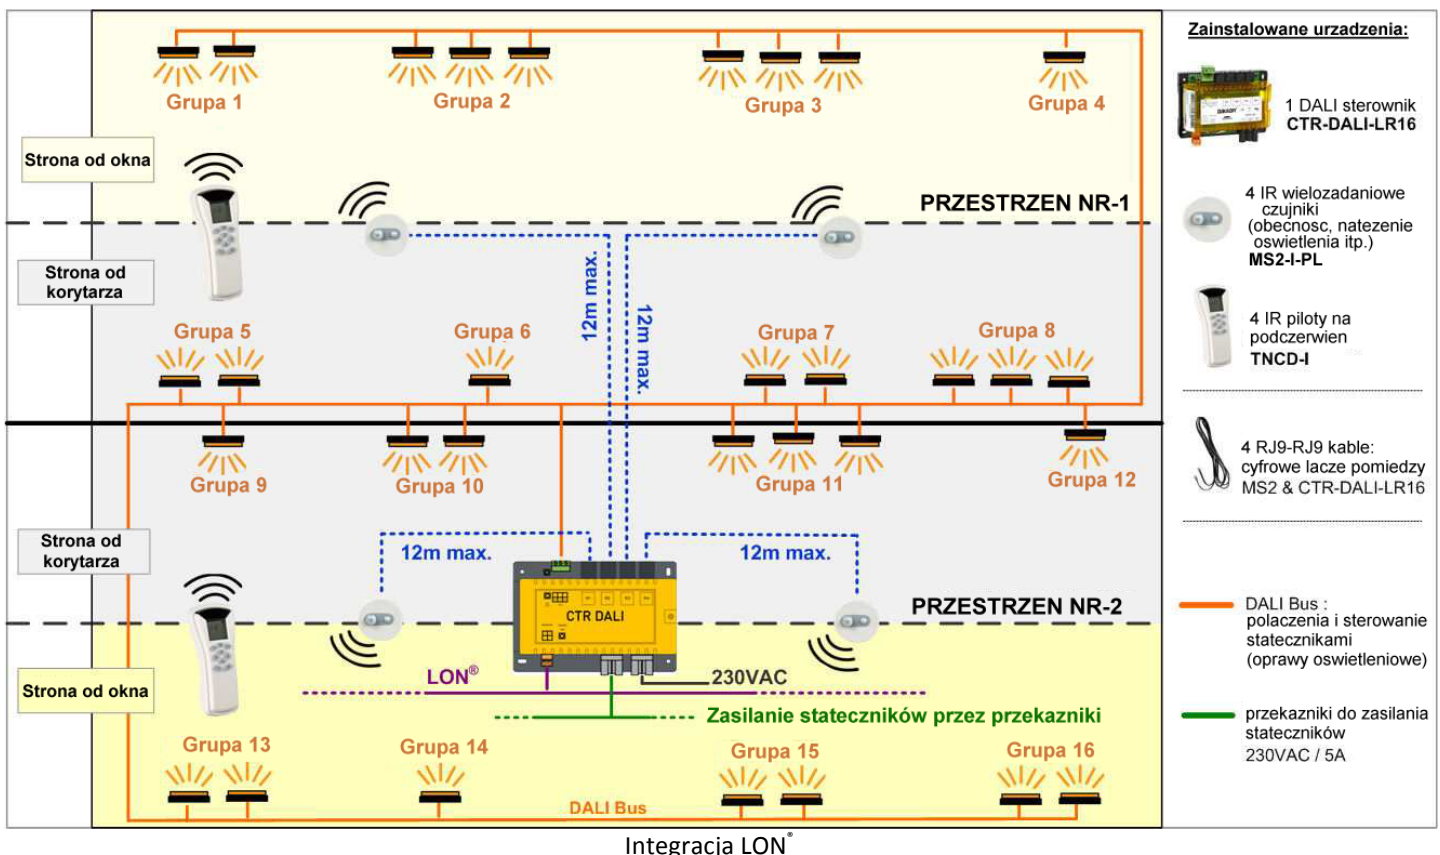 Grupa 1
Grupa 2
Grupa 3
Grupa 4
Strona od okna
PRZESTRZEN NR-1
Strona od
korytarza
12m max.
12m max.
Grupa 5
Grupa 6
Grupa 7
Grupa 8
Grupa 9
Grupa 10
Grupa 11
Grupa 12
Strona od
korytarza
12m max.
12m max.
CTR DALI
PRZESTRZEN NR-2
LON®
230VAC
Strona od okna
Zasilanie stateczników przez przekazniki
Grupa 13
Grupa 14
Grupa 15
Grupa 16
DALI Bus
Zainstalowane urzadzenia:
1 DALI sterownik
CTR-DALI-LR16
4 IR wielozadaniowe
czujniki
(obecnosc, natezenie
oswietlenia itp.)
MS2-I-PL
4 IR piloty na
podczerwien
TNCD-I
4 RJ9-RJ9 kable:
cyfrowe lacze pomiedzy
MS2 & CTR-DALI-LR16
DALI Bus :
polaczenia i sterowanie
statecznikami
(oprawy oswietleniowe)
przekazniki do zasilania
stateczników
230VAC / 5A
Integracja LON®